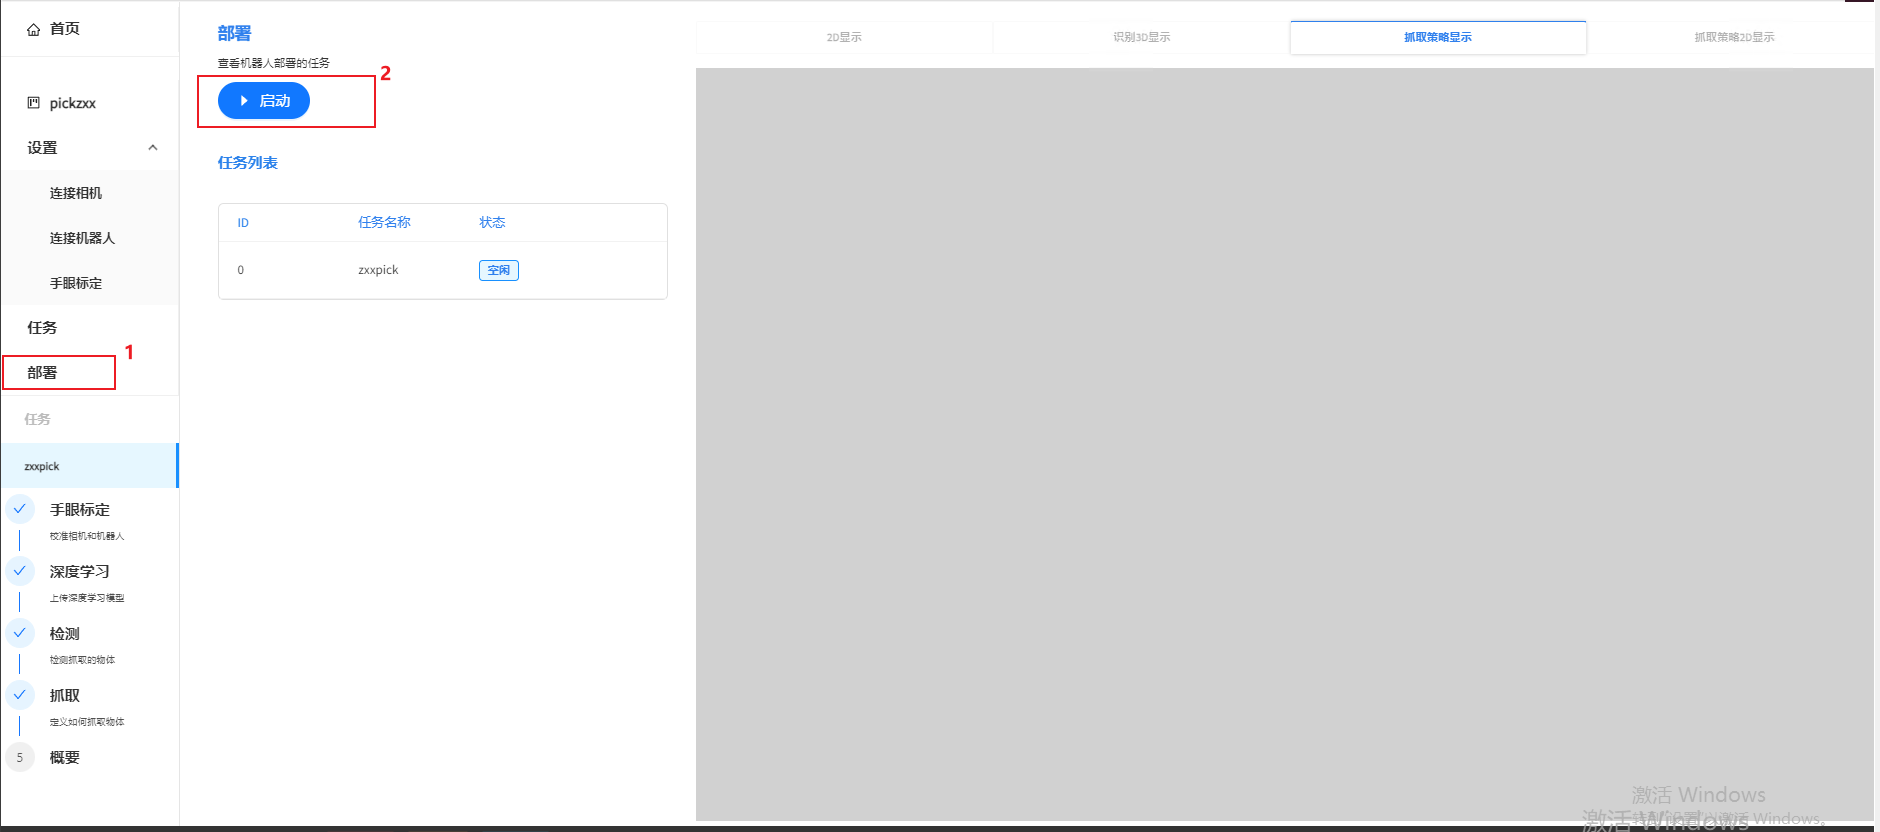 首页
pickzxx
设置
连接相机
连接机器人
手眼标定
任务
部署
1
任务
zxxpick
手眼标定
校准相机和机器人
深度学习
上传深度学习模型
检测
检测抓取的物体
抓取
定义如何抓取物体
5 概要
部署
查看机器人部署的任务
2
启动
任务列表
ID 任务名称 状态
0 zxxpick 空闲
2D显示 识别3D显示 抓取策略显示 抓取策略2D显示
激活 Windows
激活 Windows
Windows。